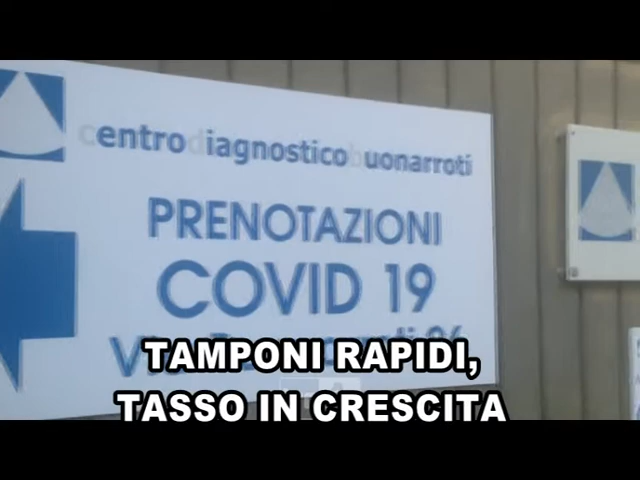 centrodiagnosticobuonarroti
PRENOTAZIONI
COVID 19
TAMPONI RAPIDI,
TASSO IN CRESCITA